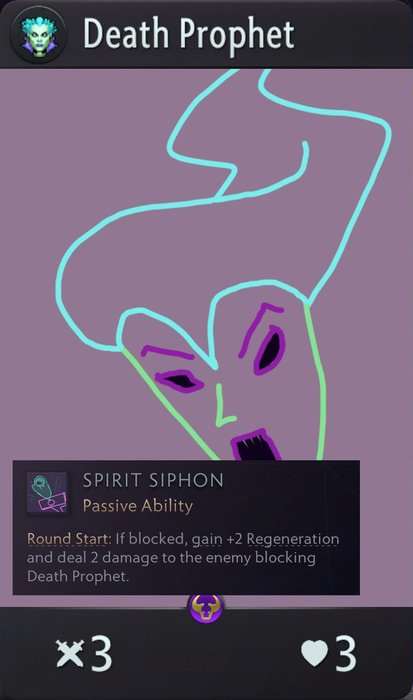 Death Prophet
SPIRIT SIPHON
Passive Ability
Round Start: If blocked, gain +2 Regeneration
and deal 2 damage to the enemy blocking
Death Prophet.
3 3